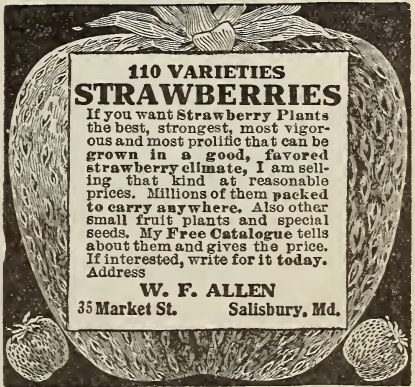 110 VARIETIES
STRAWBERRIES
If you want Strawberry Plants
the best, strongest, most vigor-
ous and most prolific that can be
grown in a good, favored
strawberry climate, I am sell-
ing that kind at reasonable
prices. Millions of them packed
to carry anywhere. Also other
small fruit plants and special
seeds. My Free Catalogue tells
about them and gives the price.
If interested, write for it today.
Address
W. F. ALLEN
35 Market St. Salisbury, Md.